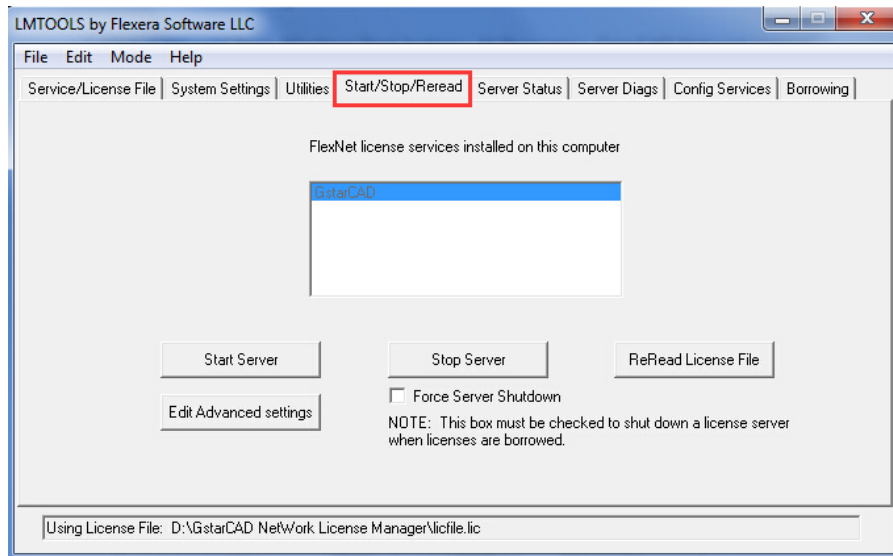 LMTOOLS by Flexera Software LLC
File Edit Mode Help
Service/License File System Settings Utilities Start/Stop/Reread Server Status Server Diags Config Services Borrowing
FlexNet license services installed on this computer
GstarCAD
Start Server Stop Server ReRead License File
Edit Advanced settings
Force Server Shutdown
NOTE: This box must be checked to shut down a license server
when licenses are borrowed.
Using License File: D:\GstarCAD NetWork License Manager\licfile.lic